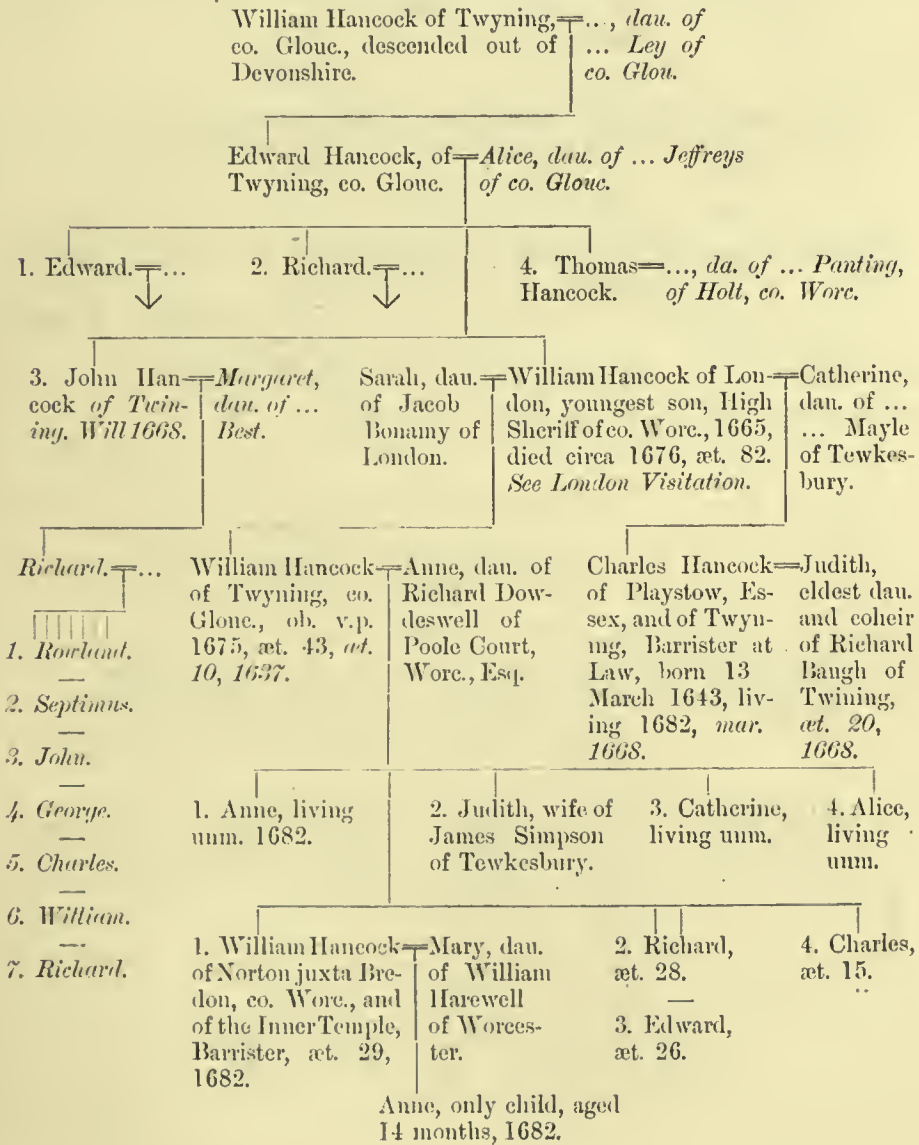 William Hancock of Twyning,
co. Glouc., descended out of
Devonshire.
..., dau. of
... Ley of
co. Glou.
Edward Hancock, of
Twyning, co. Glouc.
Alice, dau. of ... Jeffreys
of co. Glouc.
1. Edward. ...
2. Richard. ...
4. Thomas
Hancock.
..., da. of ... Panting,
of Holt, co. Worc.
3. John Han-
cock of Twin-
ing. Will 1668.
Margaret,
dau. of ...
Best.
Sarah, dau.
of Jacob
Bonamy of
London.
William Hancock of Lon-
don, youngest son, High
Sheriff of co. Worc., 1665,
died circa 1676, æt. 82.
See London Visitation.
Catherine,
dau. of ...
... Mayle
of Tewkes-
bury.
Richard. ...
1. Rowland.
—
2. Septimus.
—
3. John.
—
4. George.
—
5. Charles.
—
6. William.
—
7. Richard.
William Hancock
of Twyning, co.
Glouc., ob. v.p.
1675, æt. 43, æt.
10, 1637.
Anne, dau. of
Richard Dow-
deswell of
Poole Court,
Worc., Esq.
Charles Hancock
of Playstow, Es-
sex, and of Twyn-
ing, Barrister at
Law, born 13
March 1643, liv-
ing 1682, mar.
1668.
Judith,
eldest dau.
and coheir
of Richard
Baugh of
Twining,
æt. 20,
1668.
1. Anne, living
unm. 1682.
2. Judith, wife of
James Simpson
of Tewkesbury.
3. Catherine,
living unm.
4. Alice,
living
unm.
1. William Hancock
of Norton juxta Bre-
don, co. Worc., and
of the Inner Temple,
Barrister, æt. 29,
1682.
Mary, dau.
of William
Harewell
of Worces-
ter.
2. Richard,
æt. 28.
—
3. Edward,
æt. 26.
4. Charles,
æt. 15.
Anne, only child, aged
14 months, 1682.